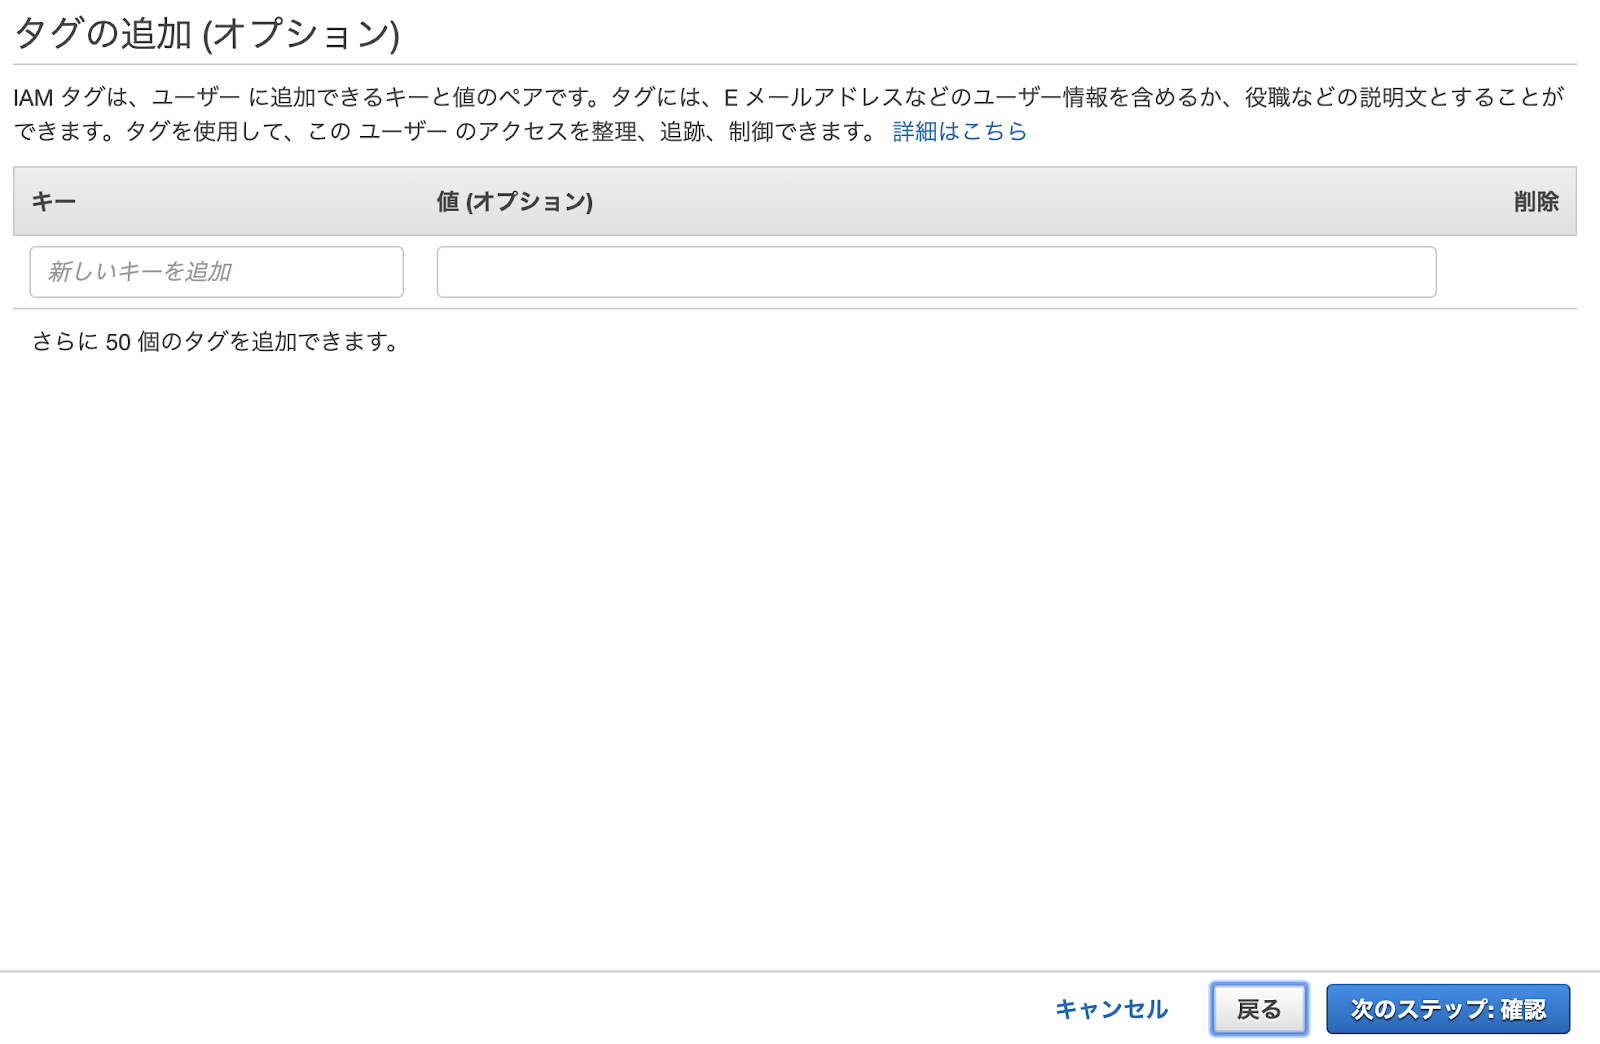 タグの追加 (オプション)
IAM タグは、ユーザー に追加できるキーと値のペアです。タグには、E メールアドレスなどのユーザー情報を含めるか、役職などの説明文とすることが
できます。タグを使用して、この ユーザー のアクセスを整理、追跡、制御できます。 詳細はこちら
キー 値 (オプション) 削除
新しいキーを追加
さらに 50 個のタグを追加できます。
キャンセル 戻る 次のステップ: 確認